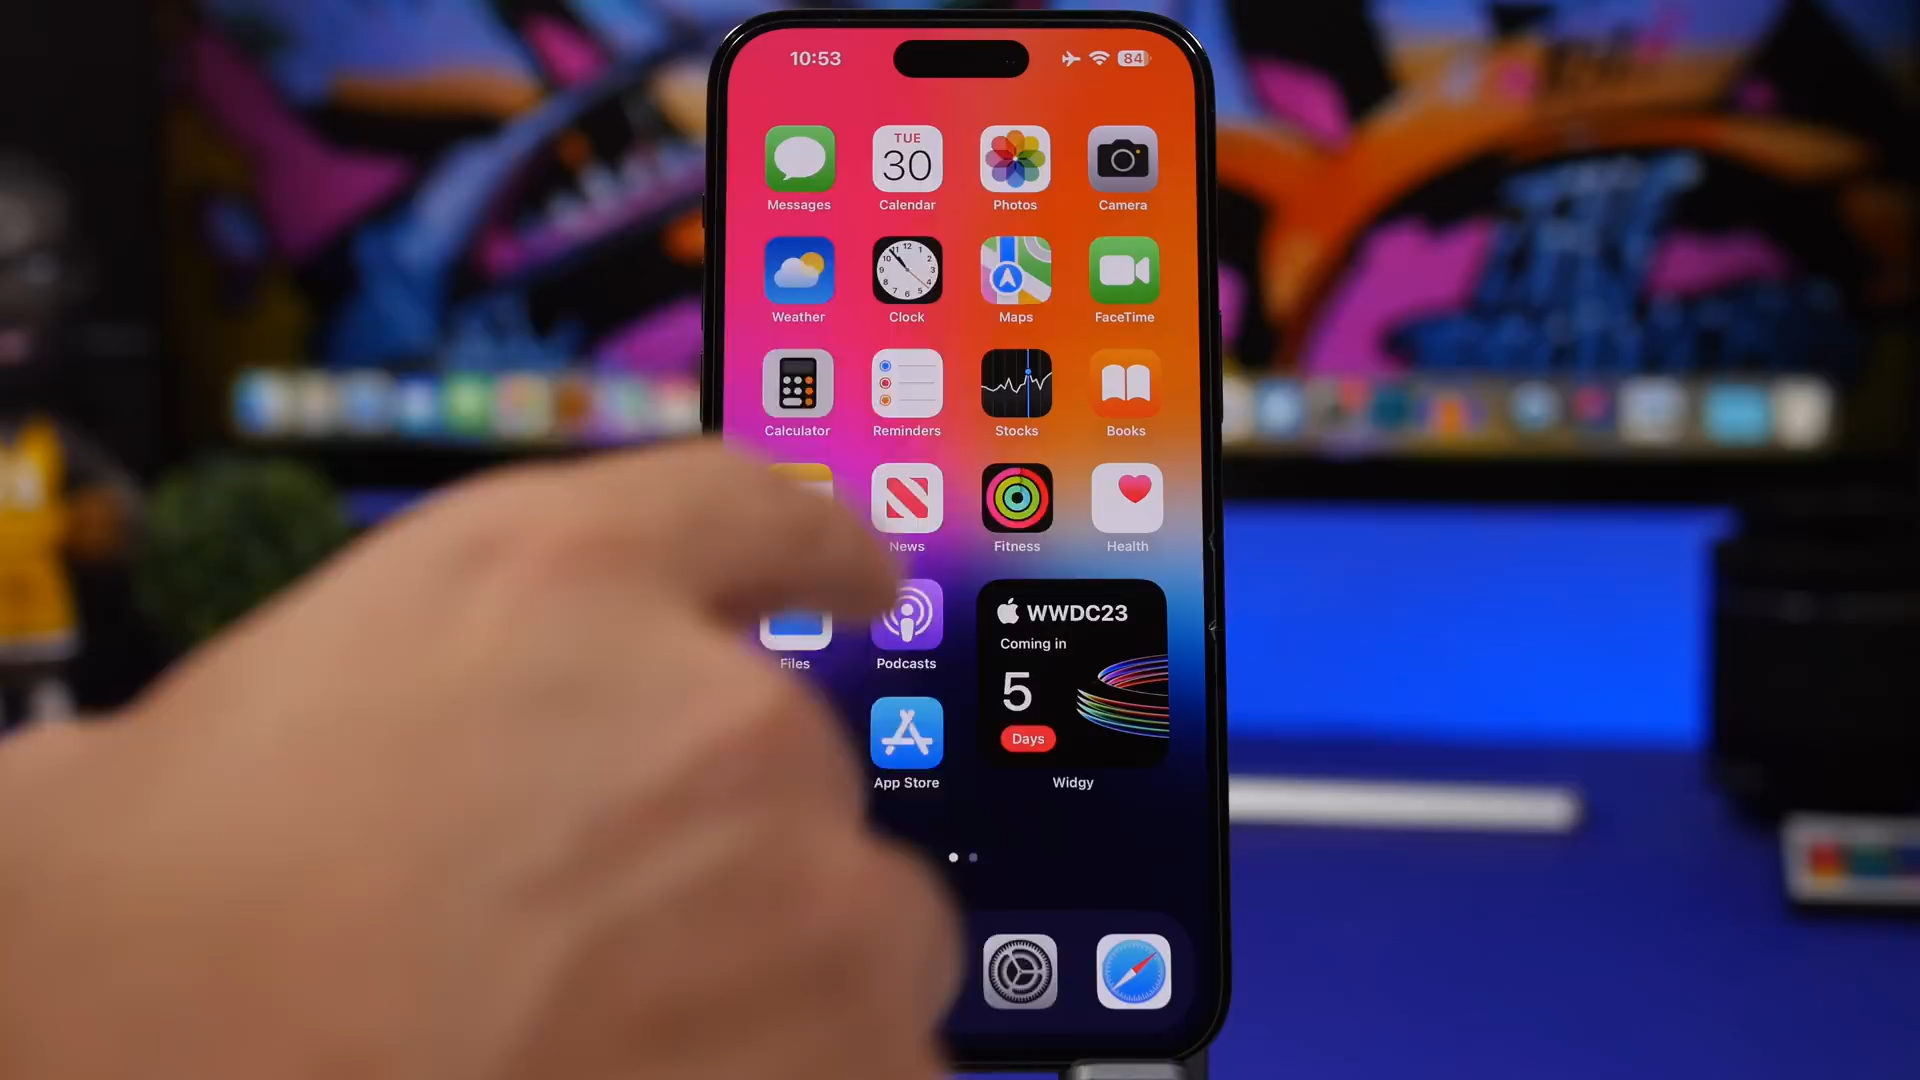 10:53
84
TUE
30
Messages
Calendar
Photos
Camera
12
Weather
Clock
Maps
FaceTime
Calculator
Reminders
Stocks
Books
News
Fitness
Health
WWDC23
Coming in
5
Days
Files
Podcasts
App Store
Widgy